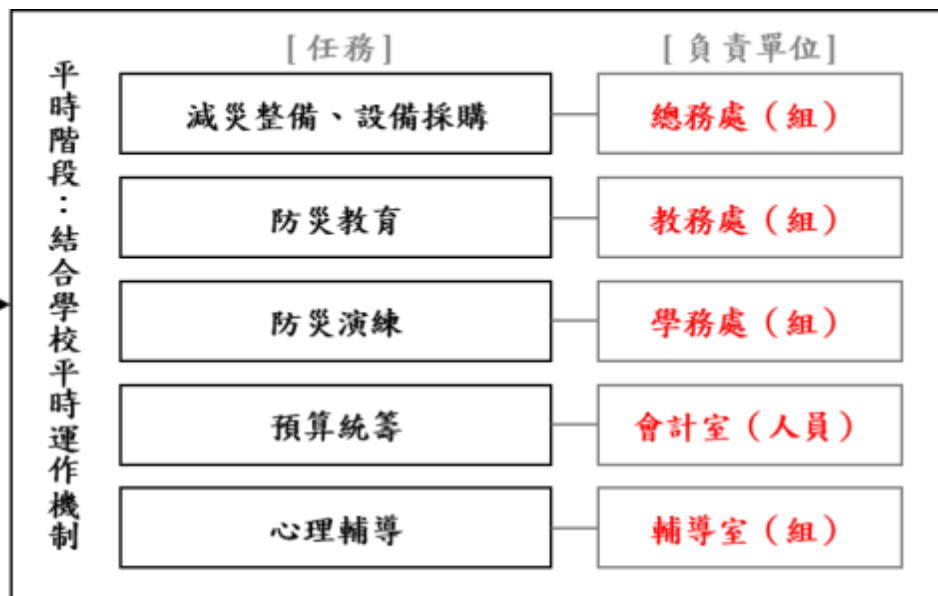 平時階段：結合學校平時運作機制
[任務] [負責單位]
減災整備、設備採購 總務處（組）
防災教育 教務處（組）
防災演練 學務處（組）
預算統籌 會計室（人員）
心理輔導 輔導室（組）